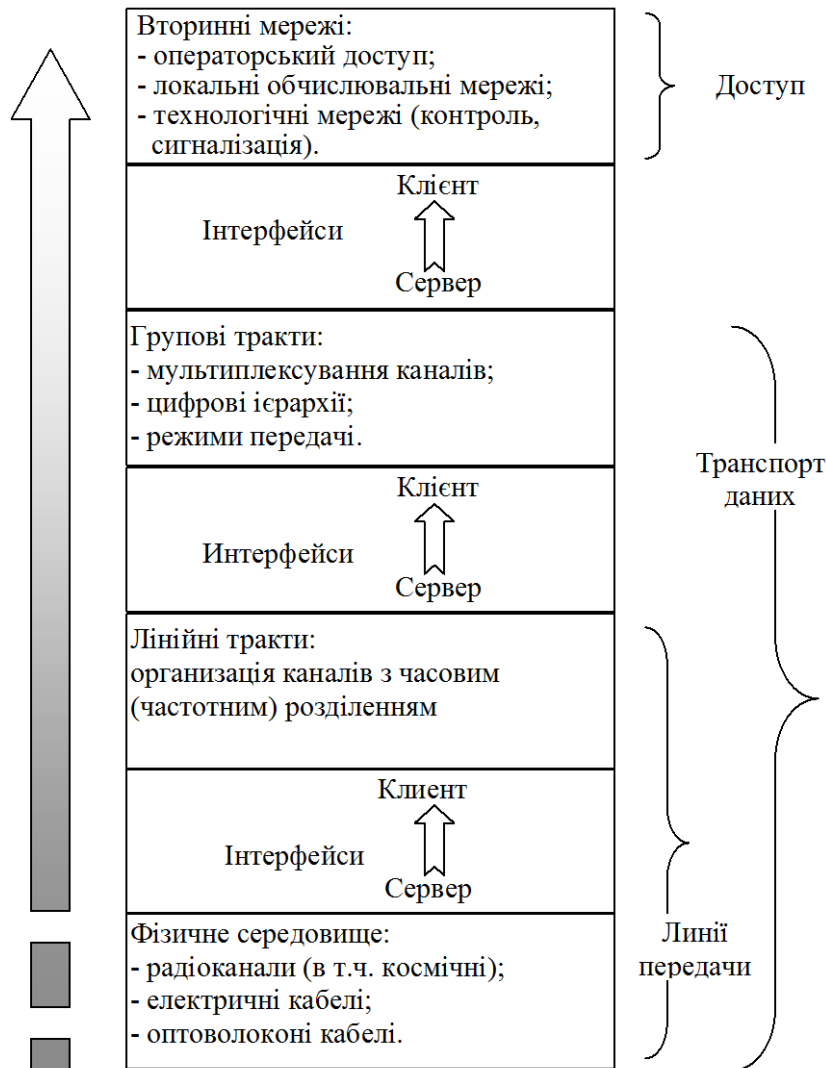 Вторинні мережі:
- операторський доступ;
- локальні обчислювальні мережі;
- технологічні мережі (контроль,
сигналізація).
Доступ
Клієнт
Інтерфейси
Сервер
Групові тракти:
- мультиплексування каналів;
- цифрові ієрархії;
- режими передачі.
Транспорт
даних
Клієнт
Интерфейси
Сервер
Лінійні тракти:
организація каналів з часовим
(частотним) розділенням
Клиент
Інтерфейси
Сервер
Линії
передачи
Фізичне середовище:
- радіоканали (в т.ч. космічні);
- електричні кабелі;
- оптоволоконі кабелі.